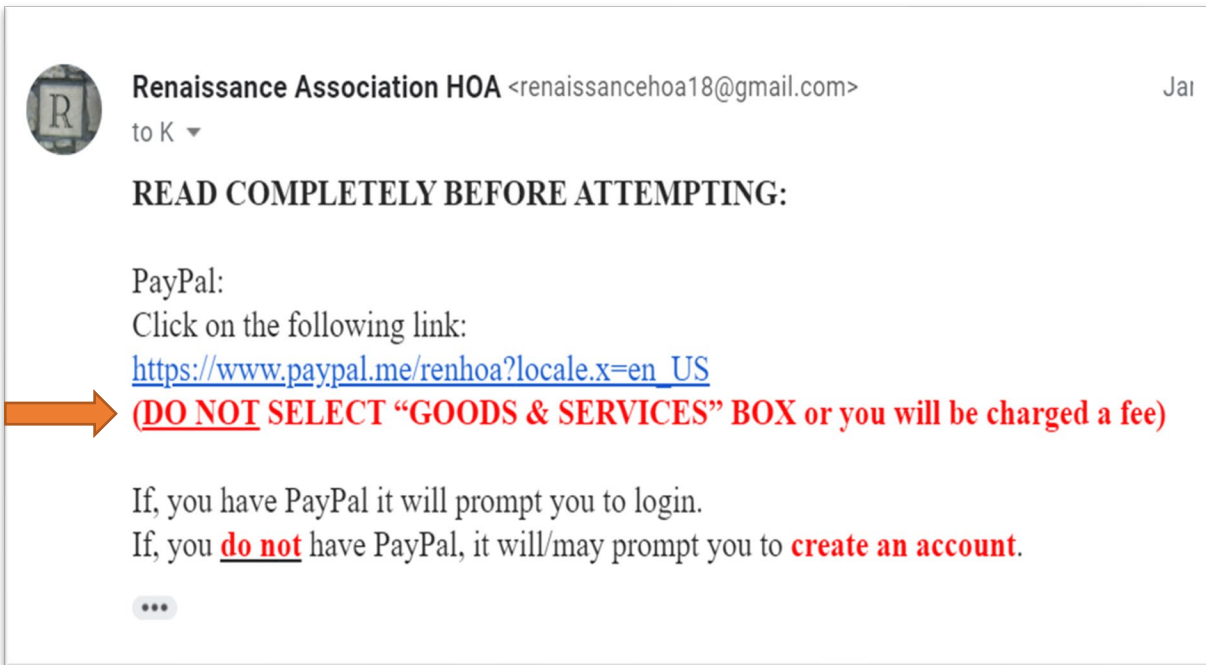 R
Renaissance Association HOA <renaissancehoa18@gmail.com>
to K
READ COMPLETELY BEFORE ATTEMPTING:
PayPal:
Click on the following link:
https://www.paypal.me/renhoa?locale.x=en_US
(DO NOT SELECT “GOODS & SERVICES” BOX or you will be charged a fee)
If, you have PayPal it will prompt you to login.
If, you do not have PayPal, it will/may prompt you to create an account.